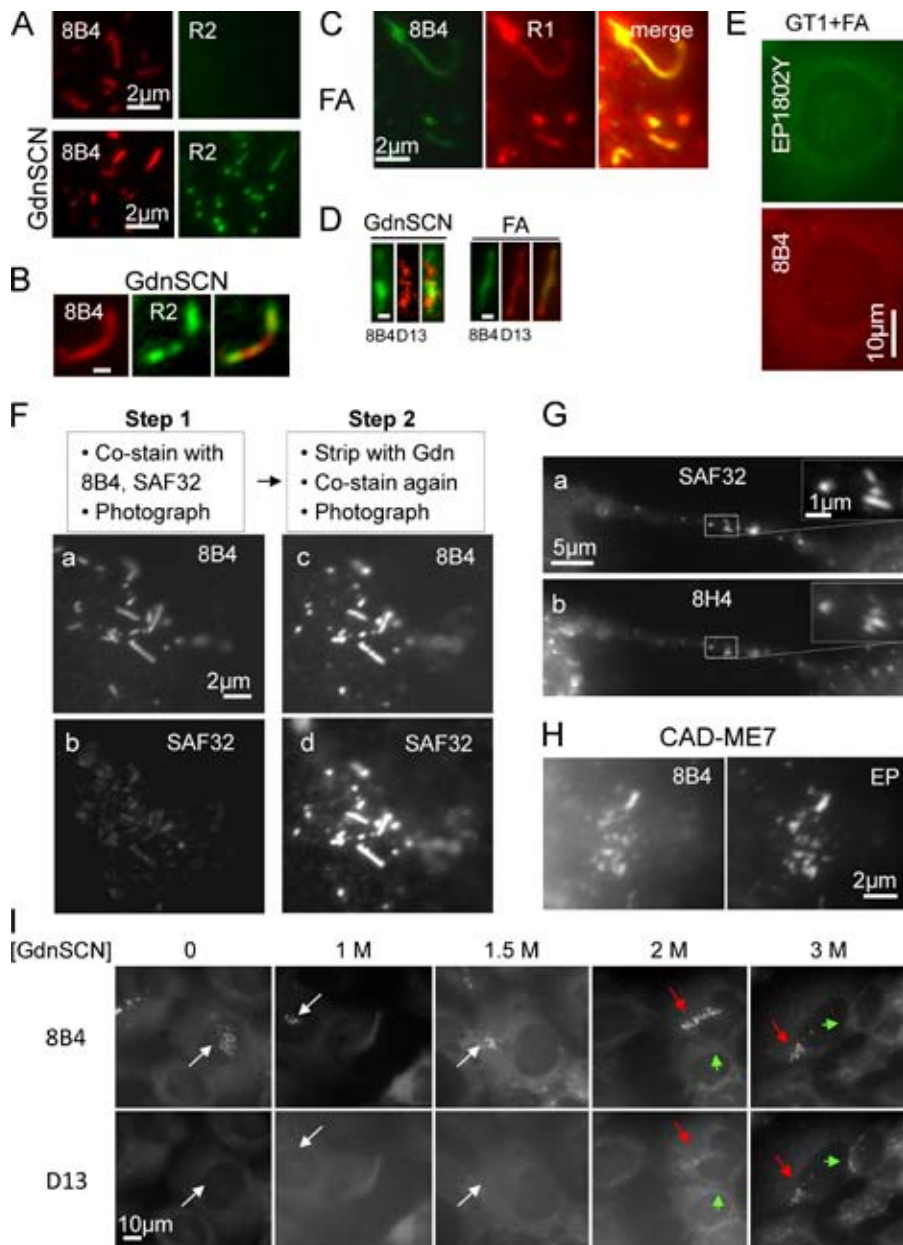 A
8B4
R2
2µm
GdnSCN
8B4
R2
2µm
B
GdnSCN
8B4
R2
C
8B4
R1
merge
FA
2µm
D
GdnSCN
FA
8B4 D13
8B4 D13
E
GT1+FA
EP1802Y
8B4
10µm
F
Step 1
• Co-stain with
8B4, SAF32
• Photograph
Step 2
• Strip with Gdn
• Co-stain again
• Photograph
a
8B4
2µm
c
8B4
b
SAF32
d
SAF32
G
a
SAF32
1µm
5µm
b
8H4
H
CAD-ME7
8B4
EP
2µm
I
[GdnSCN]
0
1 M
1.5 M
2 M
3 M
8B4
D13
10µm